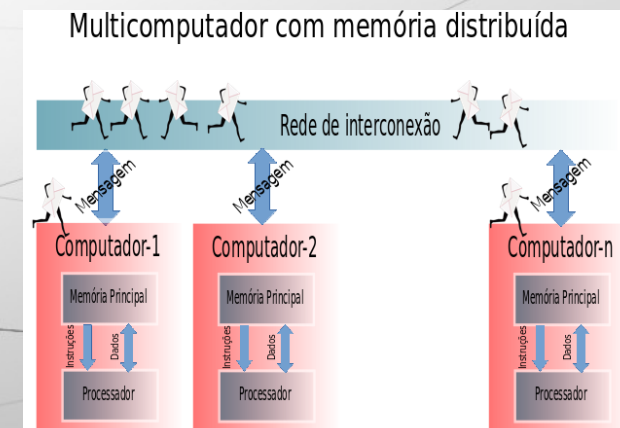 Multicomputador com memória distribuída
Rede de interconexão
Mensagem
Mensagem
Mensagem
Computador-1
Memória Principal
Instruções
Dados
Processador
Computador-2
Memória Principal
Instruções
Dados
Processador
Computador-n
Memória Principal
Instruções
Dados
Processador